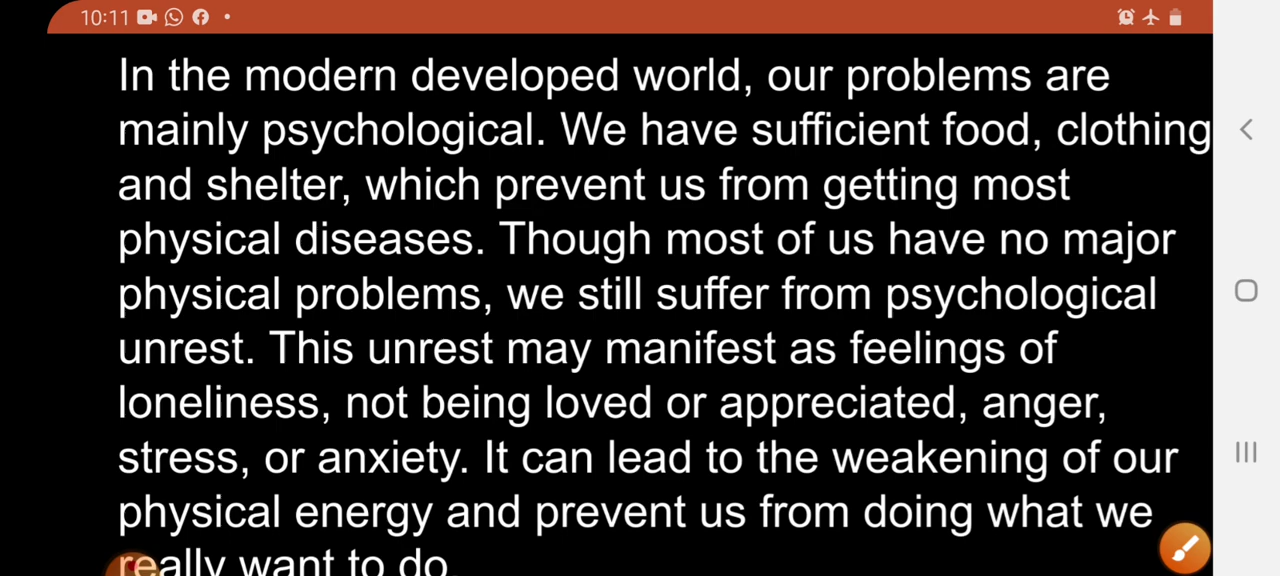 10:11
In the modern developed world, our problems are
mainly psychological. We have sufficient food, clothing
and shelter, which prevent us from getting most
physical diseases. Though most of us have no major
physical problems, we still suffer from psychological
unrest. This unrest may manifest as feelings of
loneliness, not being loved or appreciated, anger,
stress, or anxiety. It can lead to the weakening of our
physical energy and prevent us from doing what we
really want to do.